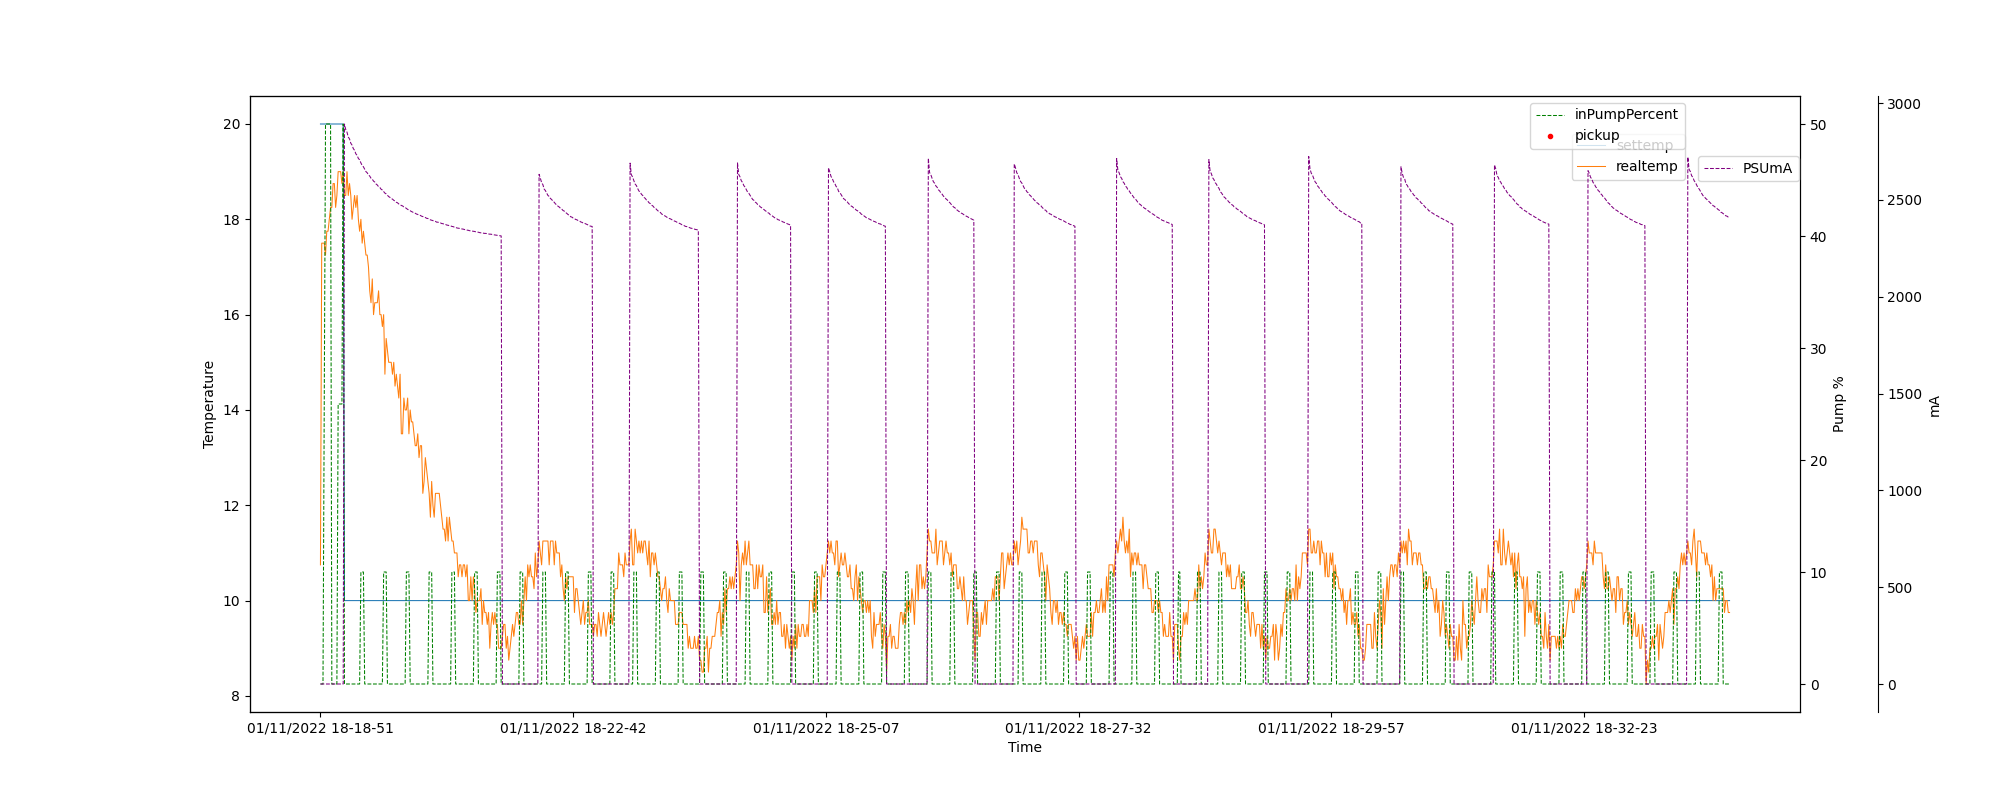 inPumpPercent
pickup
settemp
realtemp
PSUmA
20
18
16
14
12
10
8
Temperature
50
40
30
20
10
0
Pump %
3000
2500
2000
1500
1000
500
0
mA
01/11/2022 18-18-51
01/11/2022 18-22-42
01/11/2022 18-25-07
01/11/2022 18-27-32
01/11/2022 18-29-57
01/11/2022 18-32-23
Time